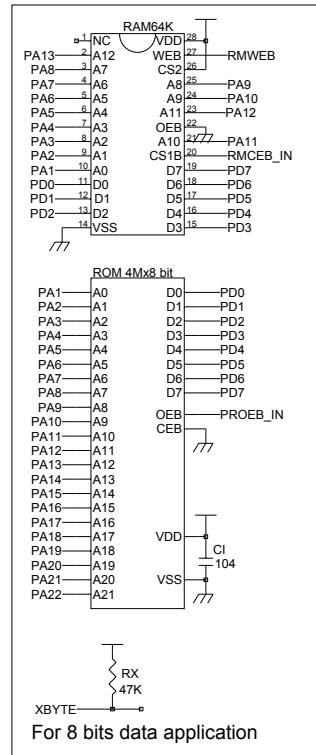 RAM64K
1 NC VDD 28
PA13 2 A12 WEB 27 RMWEB
PA8 3 A7 CS2 26
PA7 4 A6 A8 25 PA9
PA6 5 A5 A9 24 PA10
PA5 6 A4 A11 23 PA12
PA4 7 A3 OEB 22
PA3 8 A2 A10 21 PA11
PA2 9 A1 CS1B 20 RMCEB_IN
PA1 10 A0 D7 19 PD7
PD0 11 D0 D6 18 PD6
PD1 12 D1 D5 17 PD5
PD2 13 D2 D4 16 PD4
14 VSS D3 15 PD3
ROM 4Mx8 bit
PA1 A0 D0 PD0
PA2 A1 D1 PD1
PA3 A2 D2 PD2
PA4 A3 D3 PD3
PA5 A4 D4 PD4
PA6 A5 D5 PD5
PA7 A6 D6 PD6
PA8 A7 D7 PD7
PA9 A8
PA10 A9 OEB PROEB_IN
PA11 A10 CEB
PA12 A11
PA13 A12
PA14 A13
PA15 A14
PA16 A15
PA17 A16
PA18 A17 VDD
PA19 A18 CI
PA20 A19 104
PA21 A20 VSS
PA22 A21
RX
47K
XBYTE
For 8 bits data application